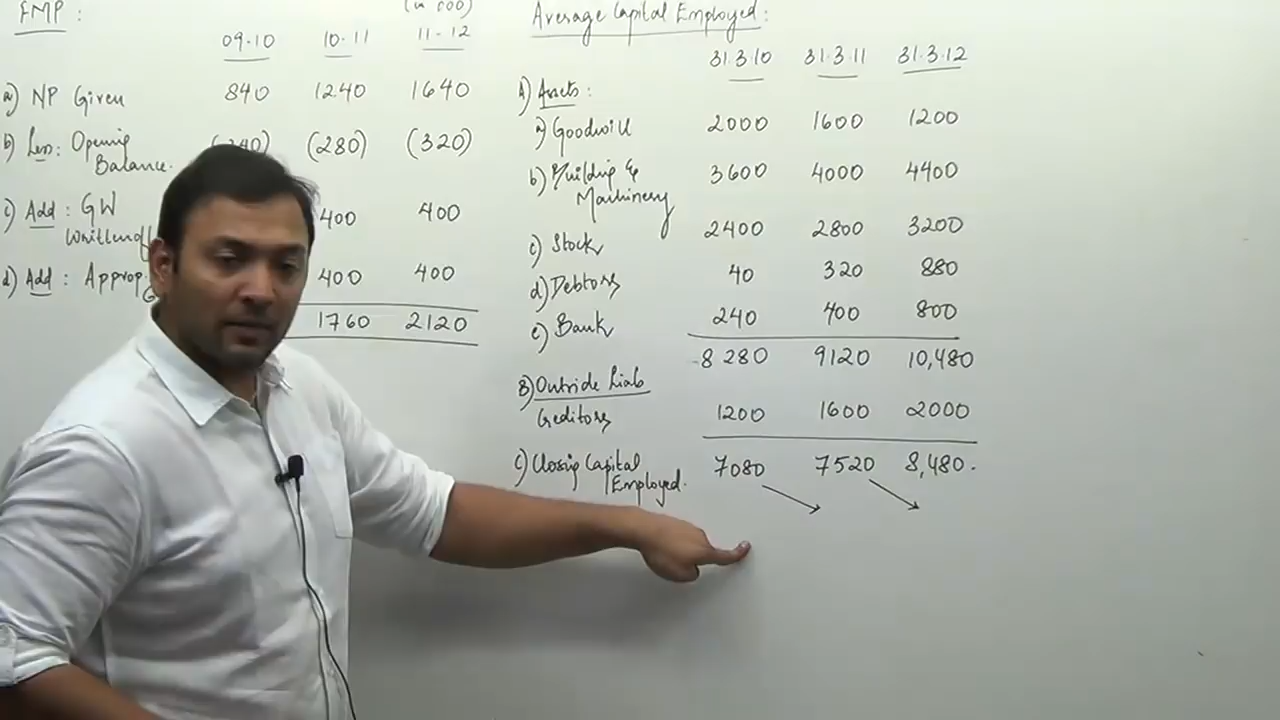 FMP :
(in 000)
09-10 10-11 11-12
a) NP Given 840 1240 1640
b) Less: Opening (280) (320)
Balance.
c) Add : GW 400 400
Writtenoff
d) Add : Approp 400 400
1760 2120
Average Capital Employed :
31.3.10 31.3.11 31.3.12
A) Assets :
a) Goodwill 2000 1600 1200
b) Building & 3600 4000 4400
Machinery
c) Stock 2400 2800 3200
d) Debtors 40 320 880
e) Bank 240 400 800
8280 9120 10,480
B) Outside Liab
Creditors 1200 1600 2000
C) Closing Capital 7080 7520 8,480.
Employed.